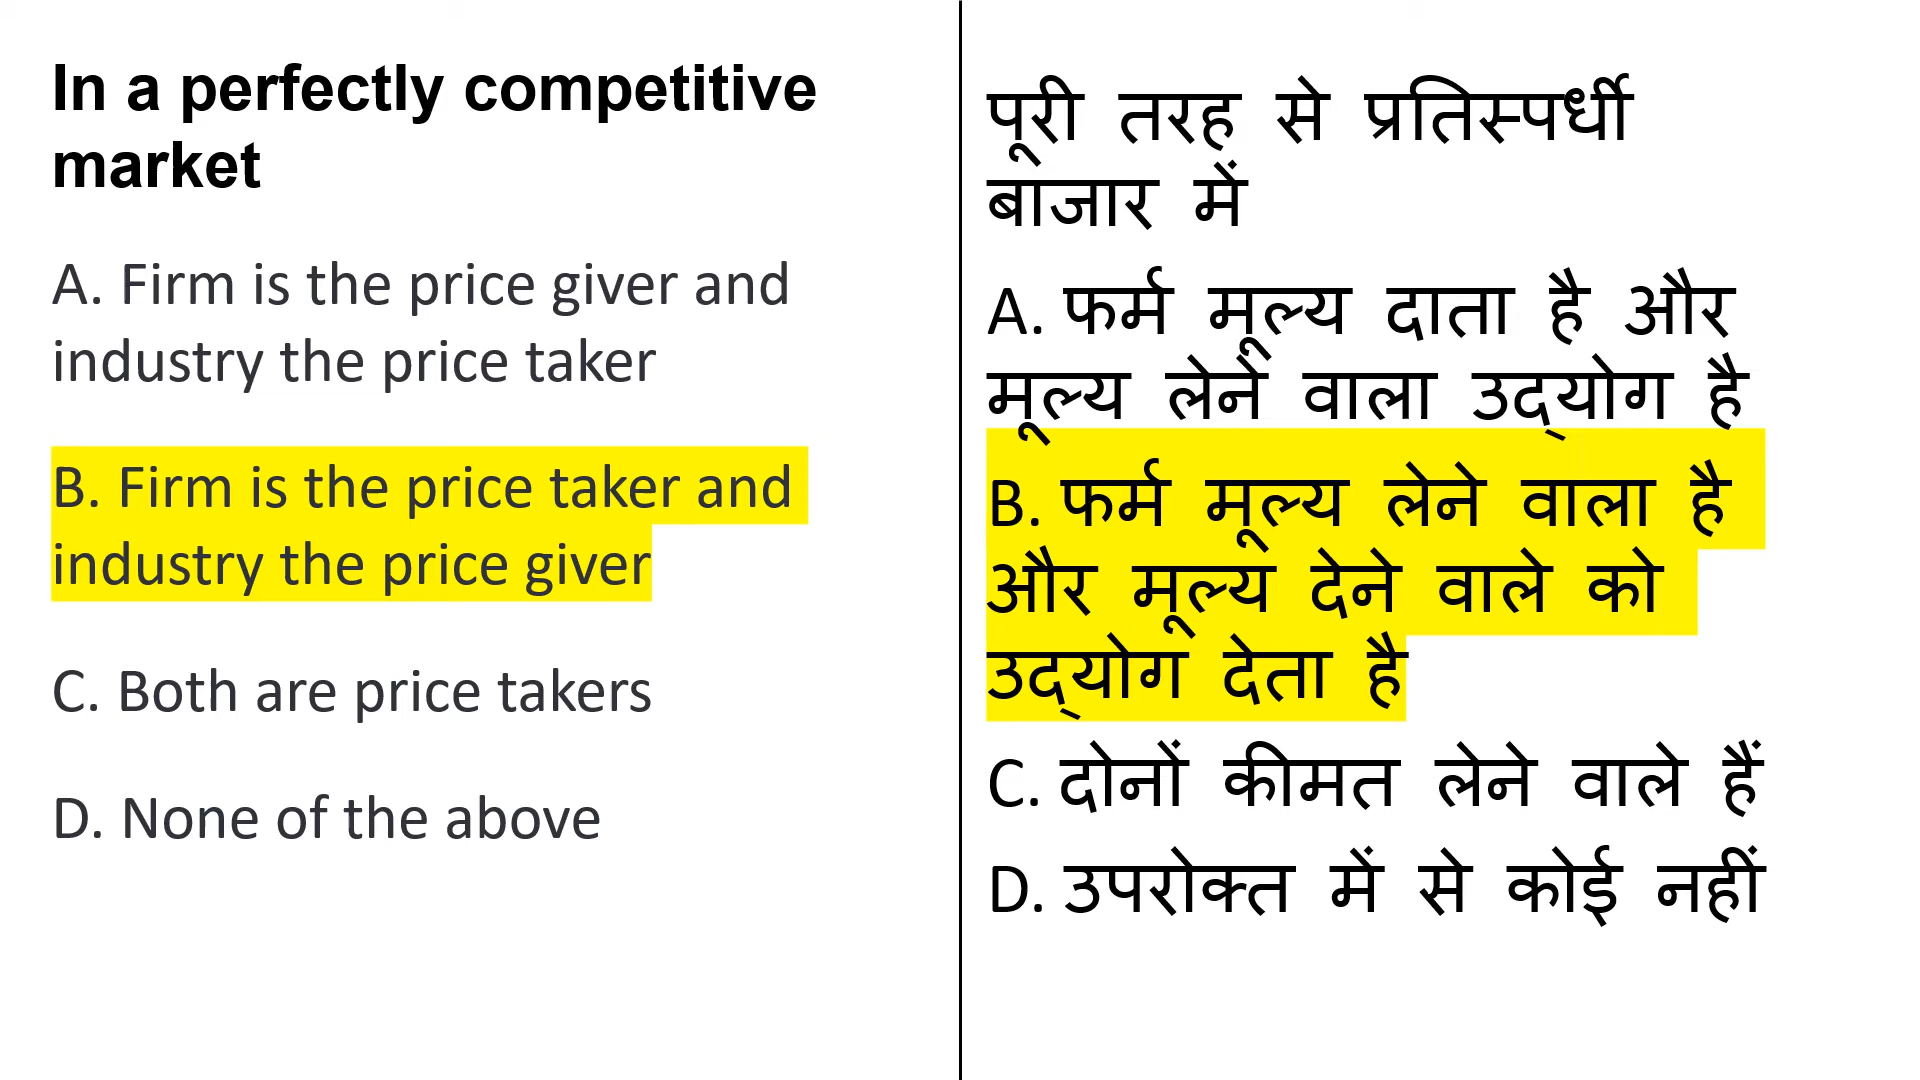 In a perfectly competitive
market
A. Firm is the price giver and
industry the price taker
B. Firm is the price taker and
industry the price giver
C. Both are price takers
D. None of the above
पूरी तरह से प्रतिस्पर्धी
बाजार में
A. फर्म मूल्य दाता है और
मूल्य लेने वाला उद्योग है
B. फर्म मूल्य लेने वाला है
और मूल्य देने वाले को
उद्योग देता है
C. दोनों कीमत लेने वाले हैं
D. उपरोक्त में से कोई नहीं